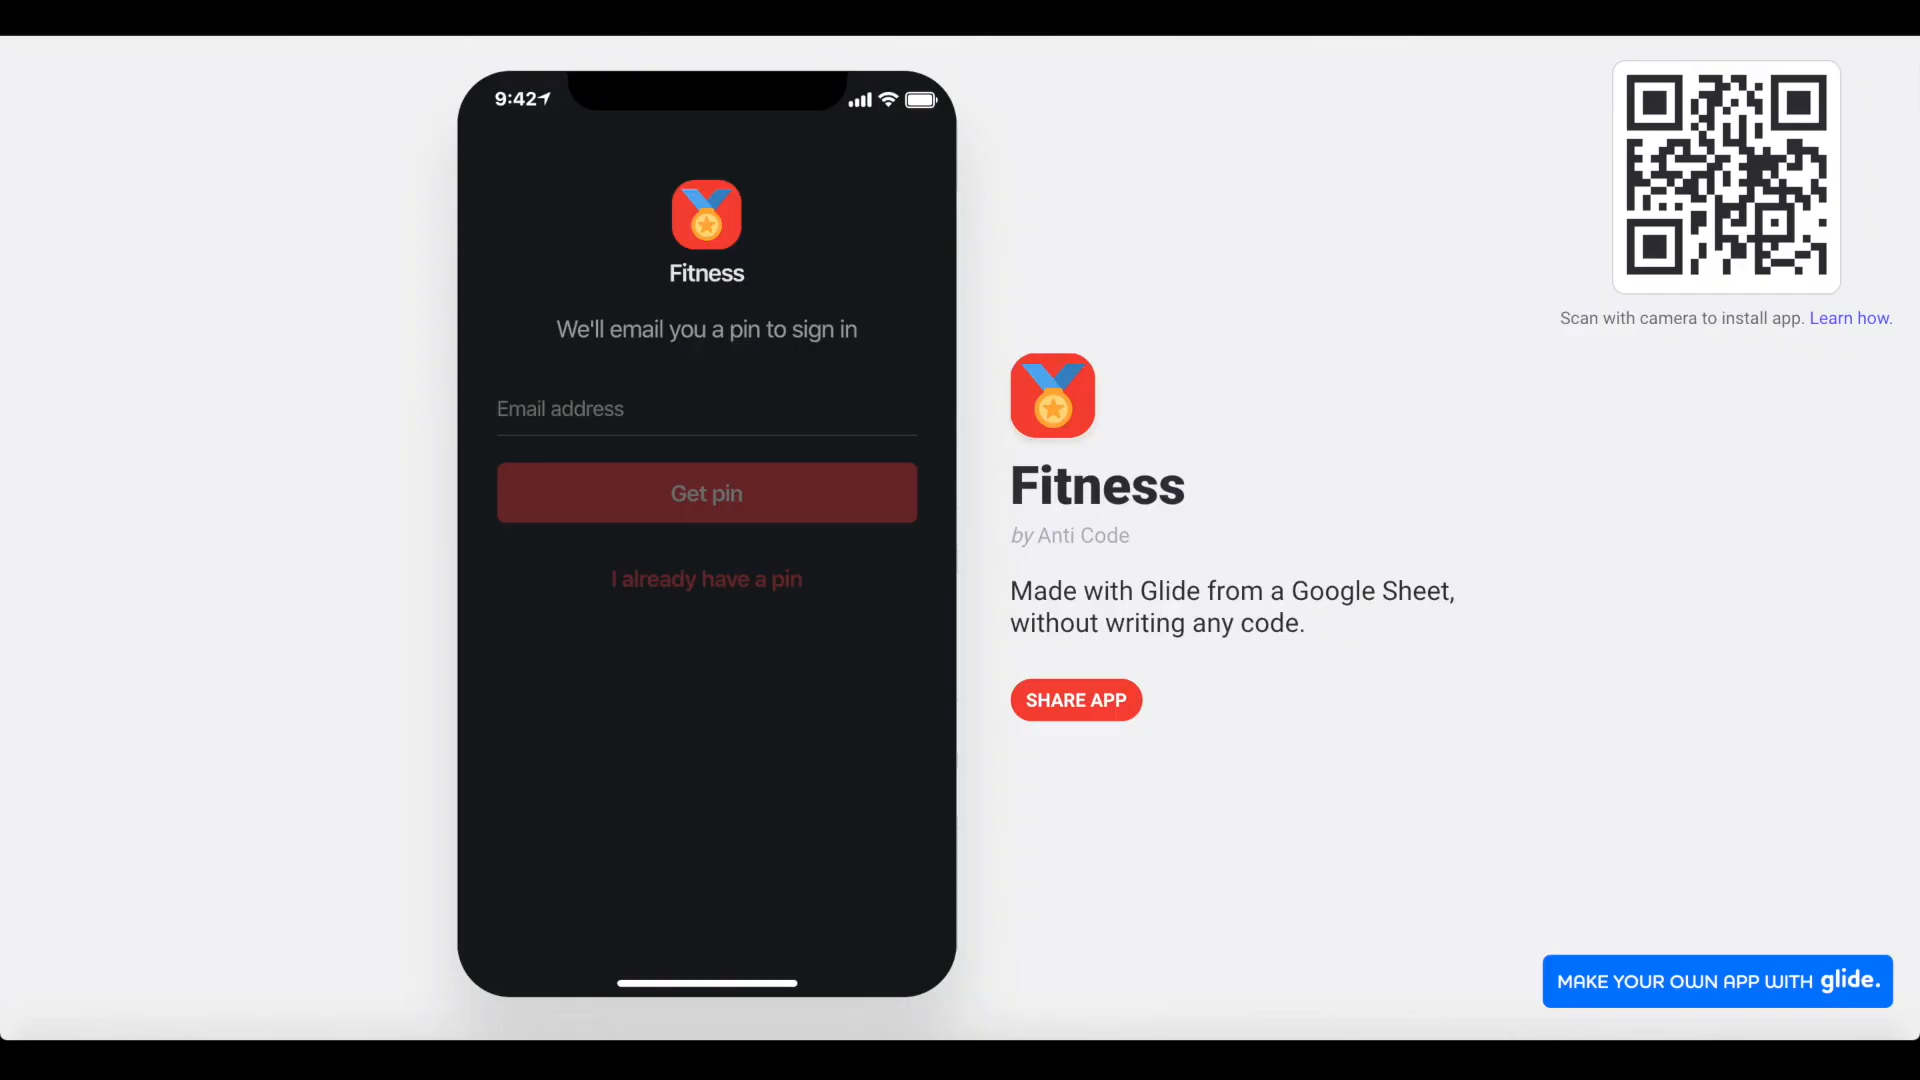 9:42
Fitness
We'll email you a pin to sign in
Email address
Get pin
I already have a pin
Scan with camera to install app. Learn how.
Fitness
by Anti Code
Made with Glide from a Google Sheet,
without writing any code.
SHARE APP
MAKE YOUR OWN APP WITH glide.